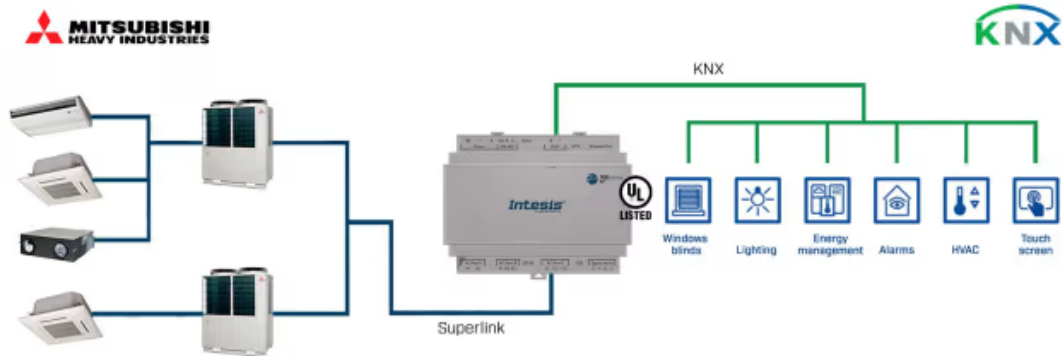 MITSUBISHI
HEAVY INDUSTRIES
KNX
KNX
Intesis
UL
LISTED
Windows
blinds
Lighting
Energy
management
Alarms
HVAC
Touch
screen
Superlink